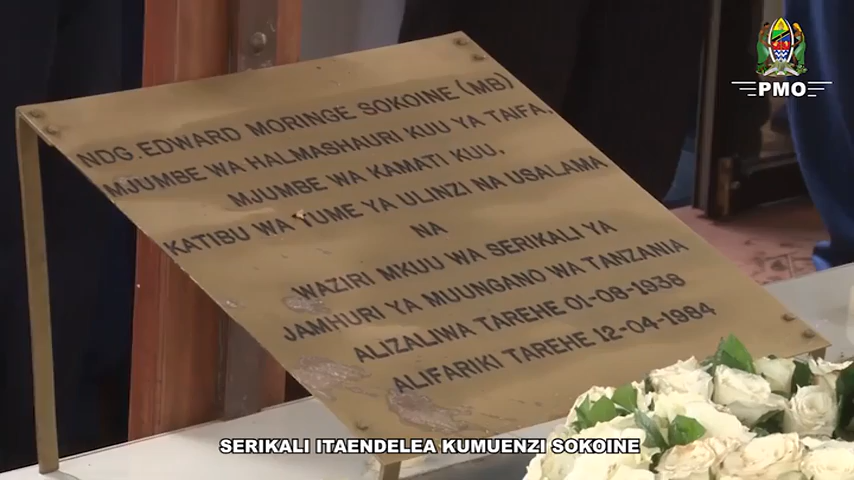 PMO
NDG. EDWARD MORINGE SOKOINE (MB)
MJUMBE WA HALMASHAURI KUU YA TAIFA,
MJUMBE WA KAMATI KUU,
KATIBU WA TUME YA ULINZI NA USALAMA
NA
WAZIRI MKUU WA SERIKALI YA
JAMHURI YA MUUNGANO WA TANZANIA
ALIZALIWA TAREHE 01-08-1938
ALIFARIKI TAREHE 12-04-1984
SERIKALI ITAENDELEA KUMUENZI SOKOINE